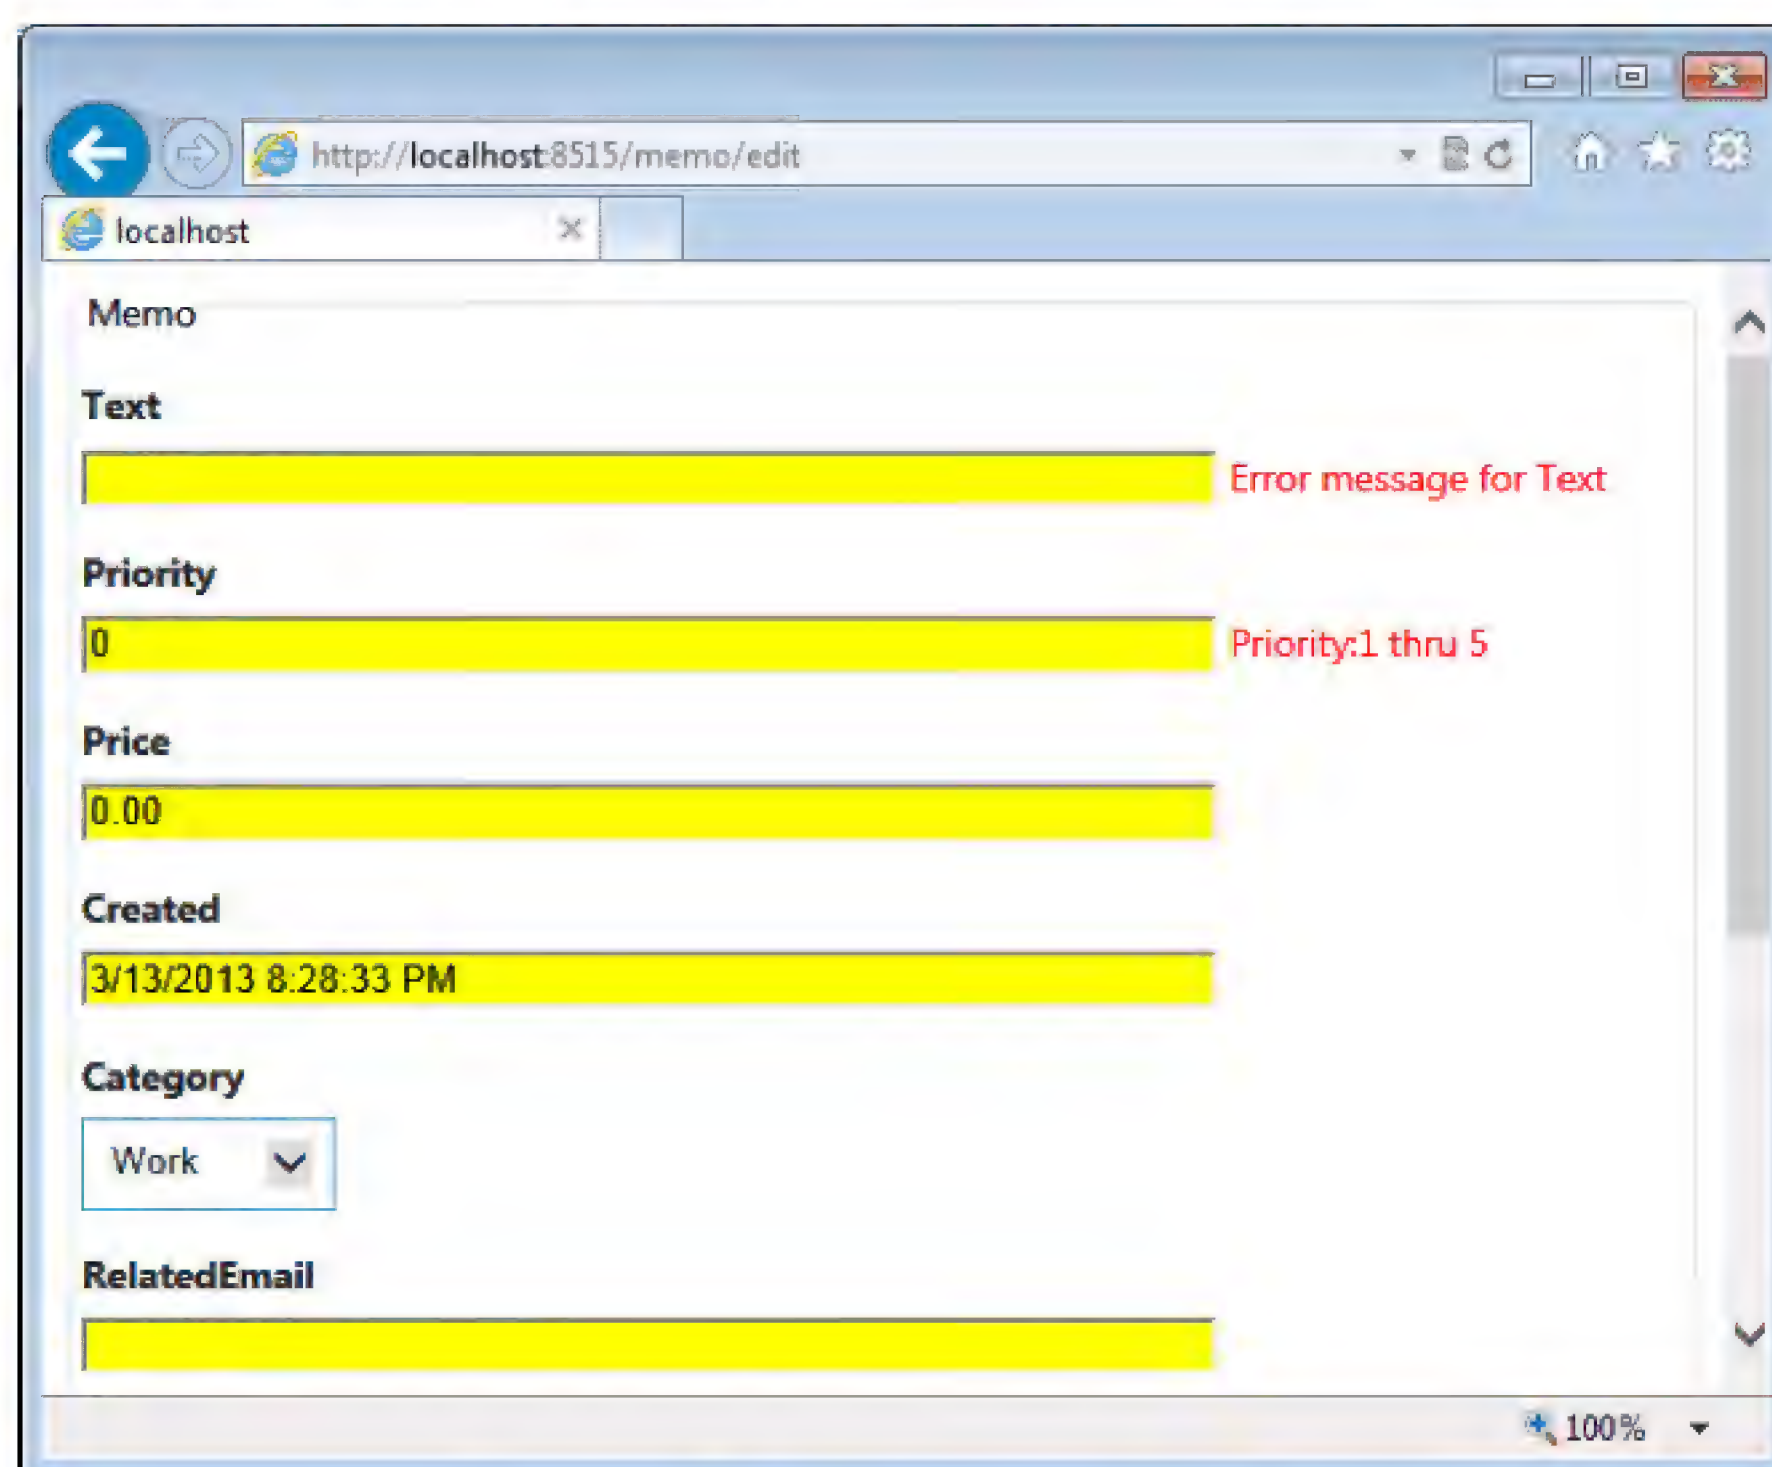 http://localhost:8515/memo/edit
localhost
Memo
Text
Error message for Text
Priority
0 Priority:1 thru 5
Price
0.00
Created
3/13/2013 8:28:33 PM
Category
Work
RelatedEmail
100%